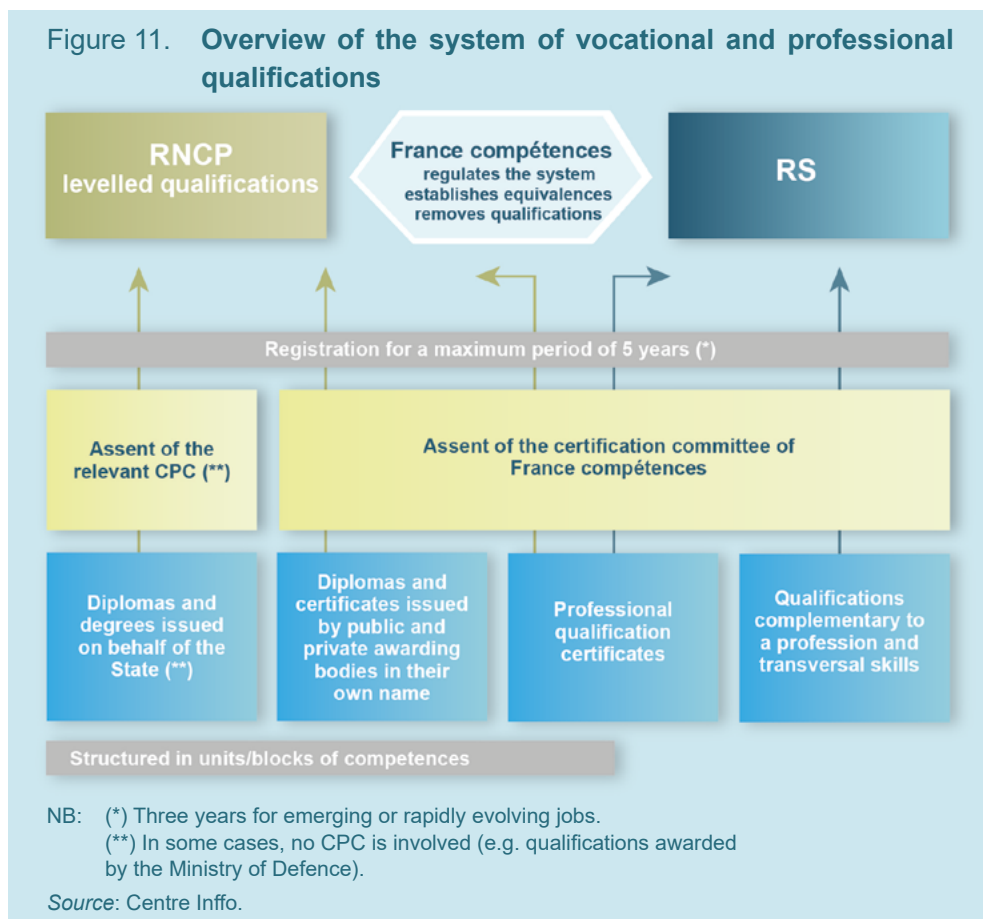 Figure 11. Overview of the system of vocational and professional
qualifications
RNCP
levelled qualifications
France compétences
regulates the system
establishes equivalences
removes qualifications
RS
Registration for a maximum period of 5 years (*)
Assent of the
relevant CPC (**)
Assent of the certification committee of
France compétences
Diplomas and
degrees issued
on behalf of the
State (**)
Diplomas and
certificates issued
by public and
private awarding
bodies in their
own name
Professional
qualification
certificates
Qualifications
complementary to
a profession and
transversal skills
Structured in units/blocks of competences
NB: (*) Three years for emerging or rapidly evolving jobs.
(**) In some cases, no CPC is involved (e.g. qualifications awarded
by the Ministry of Defence).
Source: Centre Inffo.